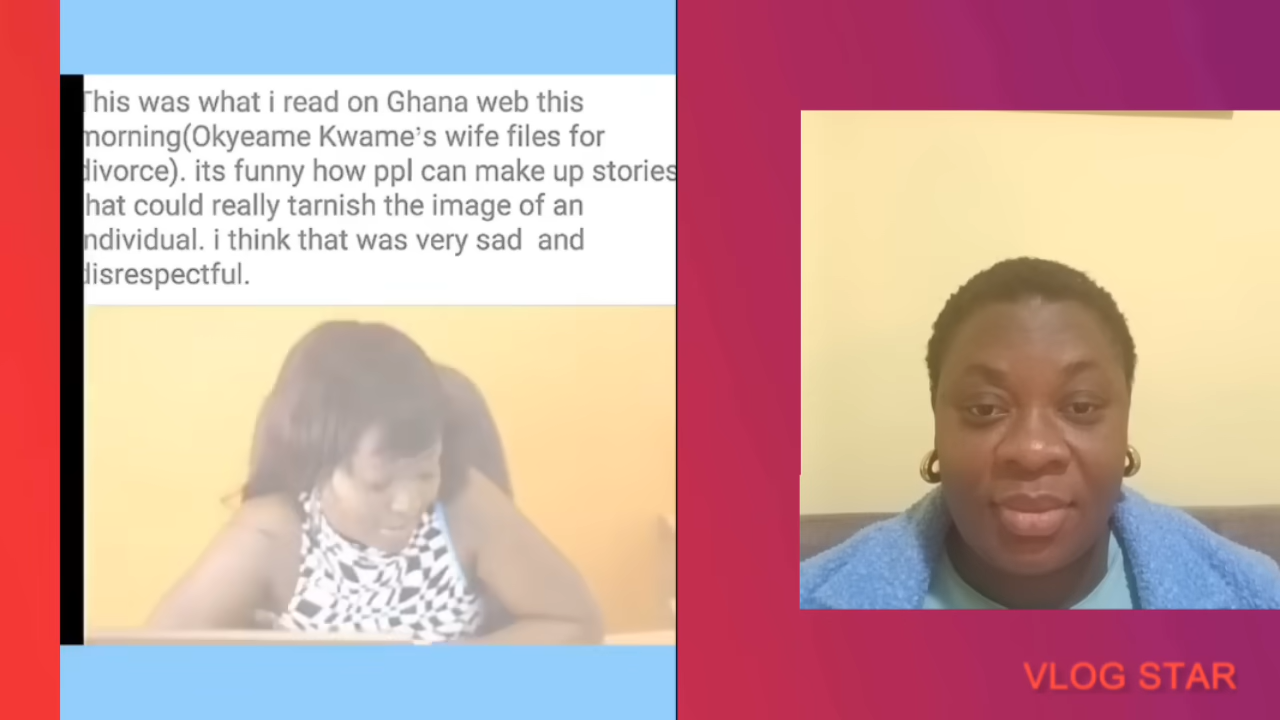 This was what i read on Ghana web this
morning(Okyeame Kwame's wife files for
divorce). its funny how ppl can make up stories
that could really tarnish the image of an
individual. i think that was very sad  and
disrespectful.
VLOG STAR